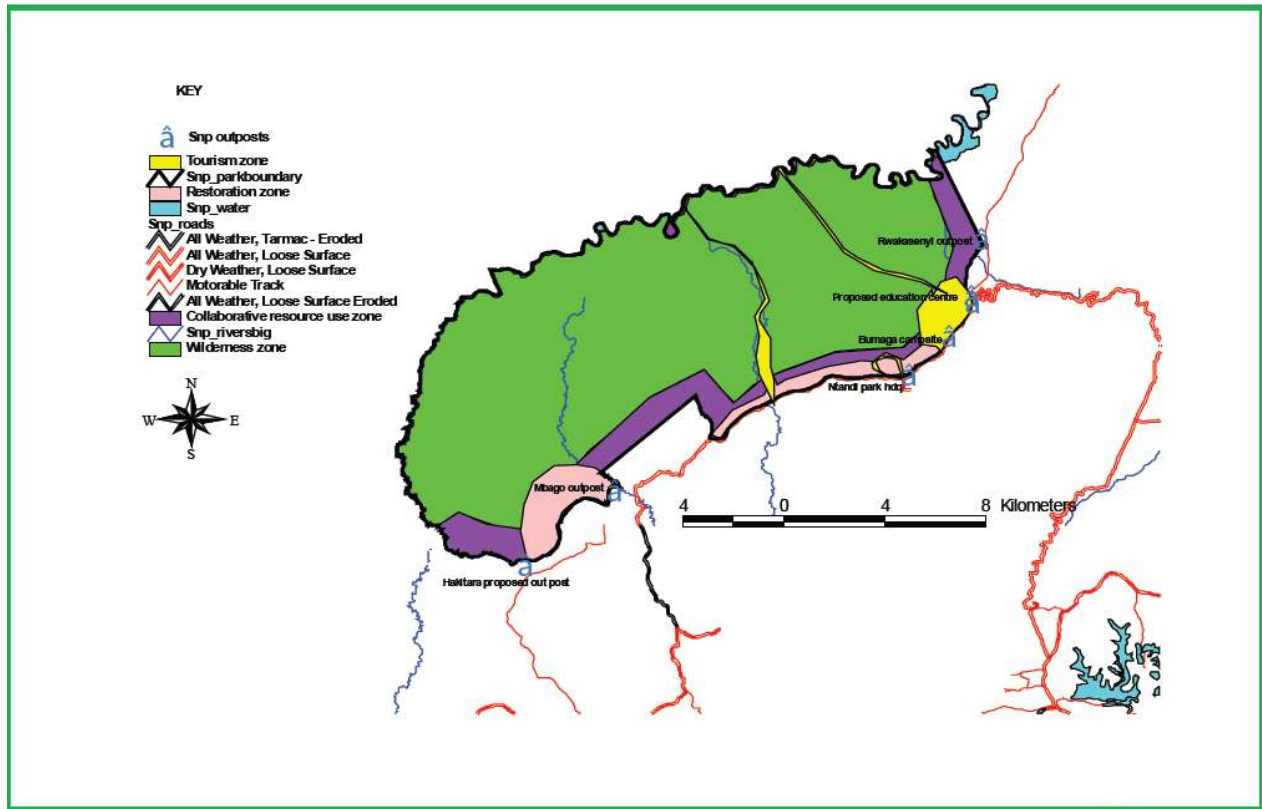 KEY
â Snp outposts
Tourism zone
Snp_parkboundary
Restoration zone
Snp_water
Snp_roads
All Weather, Tarmac - Eroded
All Weather, Loose Surface
Dry Weather, Loose Surface
Motorable Track
All Weather, Loose Surface Eroded
Collaborative resource use zone
Snp_riversbig
Wilderness zone
N
W E
S
Rwakasenyi outpost â
Proposed education centre â
Bumaga campsite â
Ntandi park hdq â
Mbago outpost â
4 0 4 8 Kilometers
â
Hakitara proposed out post